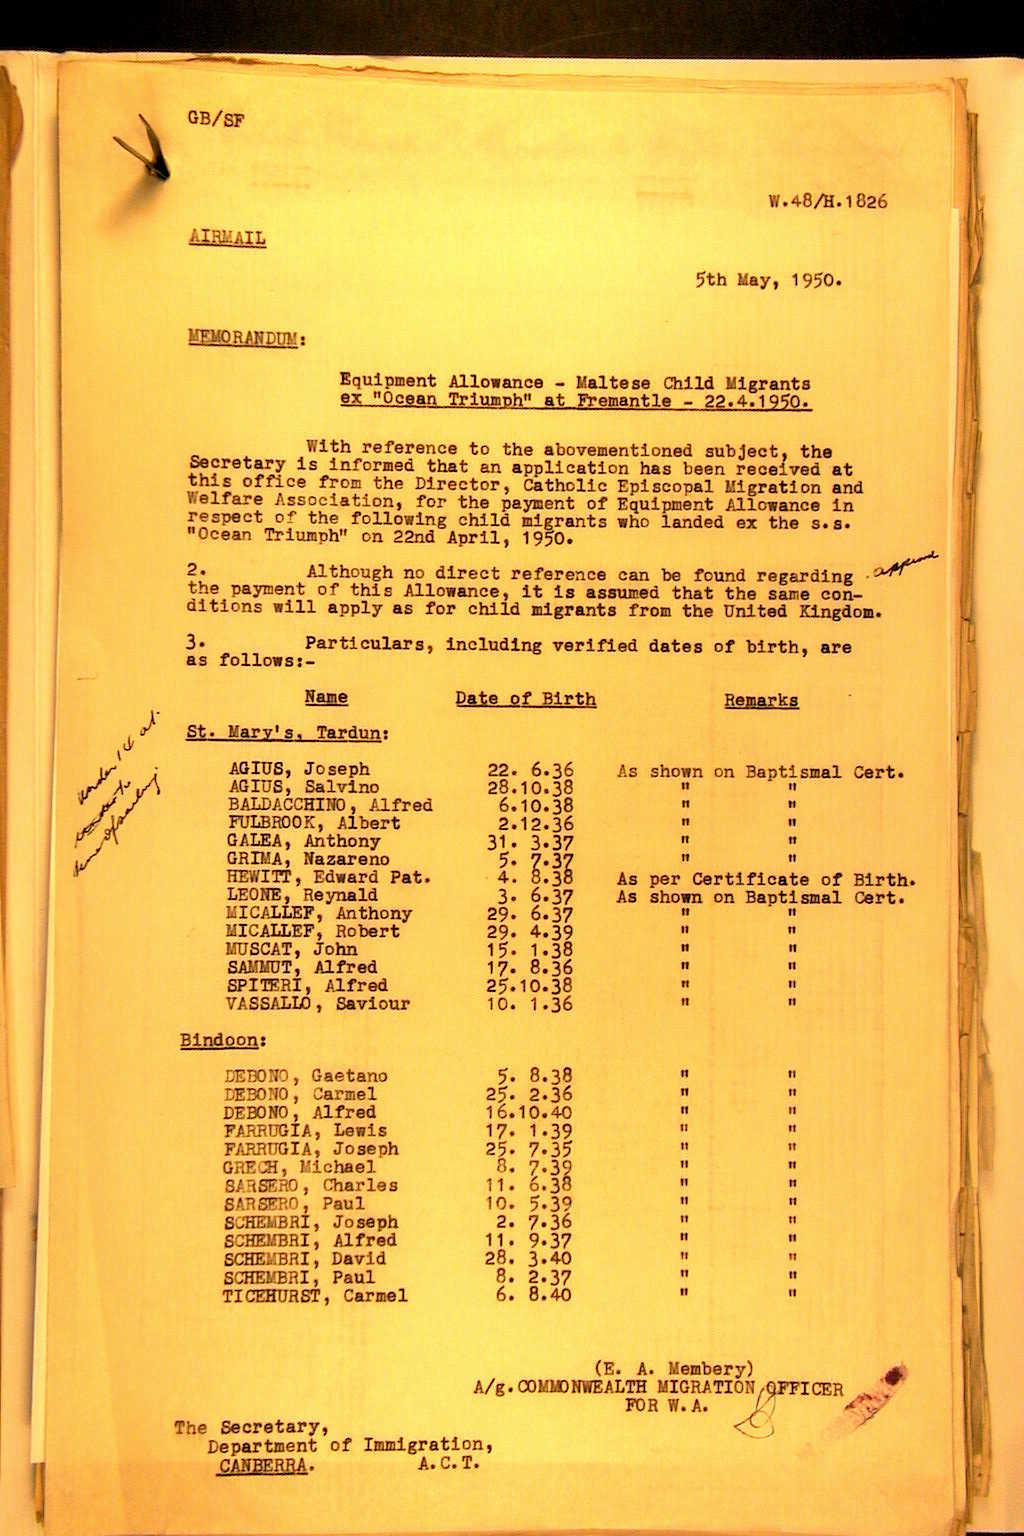 GB/SF
W.48/H.1826
AIRMAIL
5th May, 1950.
MEMORANDUM:
Equipment Allowance - Maltese Child Migrants
ex "Ocean Triumph" at Fremantle - 22.4.1950.
With reference to the abovementioned subject, the
Secretary is informed that an application has been received at
this office from the Director, Catholic Episcopal Migration and
Welfare Association, for the payment of Equipment Allowance in
respect of the following child migrants who landed ex the s.s.
"Ocean Triumph" on 22nd April, 1950.
2. Although no direct reference can be found regarding
the payment of this Allowance, it is assumed that the same con-
ditions will apply as for child migrants from the United Kingdom.
3. Particulars, including verified dates of birth, are
as follows:-
Name Date of Birth Remarks
St. Mary's, Tardun:
under 14 at
AGIUS, Joseph 22. 6.36 As shown on Baptismal Cert.
AGIUS, Salvino 28.10.38 " "
BALDACCHINO, Alfred 6.10.38 " "
FULBROOK, Albert 2.12.36 " "
GALEA, Anthony 31. 3.37 " "
GRIMA, Nazareno 5. 7.37 " "
HEWITT, Edward Pat. 4. 8.38 As per Certificate of Birth.
LEONE, Reynald 3. 6.37 As shown on Baptismal Cert.
MICALLEF, Anthony 29. 6.37 " "
MICALLEF, Robert 29. 4.39 " "
MUSCAT, John 15. 1.38 " "
SAMMUT, Alfred 17. 8.36 " "
SPITERI, Alfred 25.10.38 " "
VASSALLO, Saviour 10. 1.36 " "
Bindoon:
DEBONO, Gaetano 5. 8.38 " "
DEBONO, Carmel 25. 2.36 " "
DEBONO, Alfred 16.10.40 " "
FARRUGIA, Lewis 17. 1.39 " "
FARRUGIA, Joseph 25. 7.35 " "
GRECH, Michael 8. 7.39 " "
SARSERO, Charles 11. 6.38 " "
SARSERO, Paul 10. 5.39 " "
SCHEMBRI, Joseph 2. 7.36 " "
SCHEMBRI, Alfred 11. 9.37 " "
SCHEMBRI, David 28. 3.40 " "
SCHEMBRI, Paul 8. 2.37 " "
TICEHURST, Carmel 6. 8.40 " "
(E. A. Membery)
A/g.COMMONWEALTH MIGRATION OFFICER
FOR W.A.
The Secretary,
Department of Immigration,
CANBERRA. A.C.T.